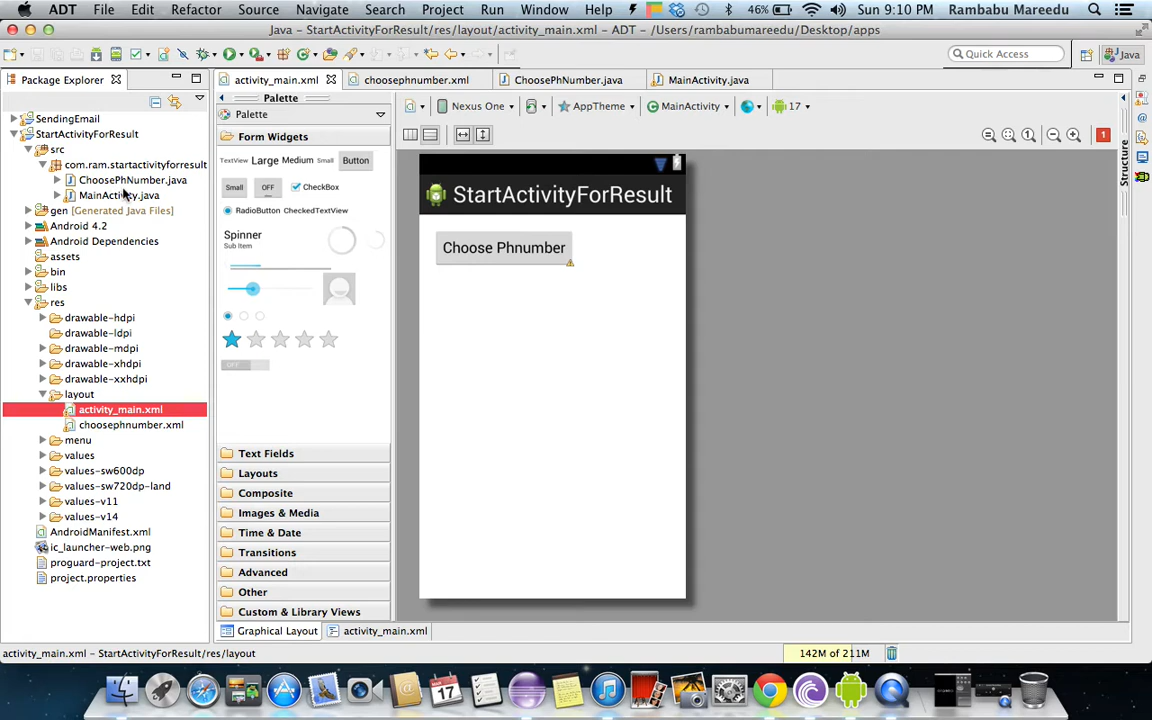 ADT File Edit Refactor Source Navigate Search Project Run Window Help 46% Sun 9:10 PM Rambabu Mareedu
Java - StartActivityForResult/res/layout/activity_main.xml - ADT - /Users/rambabumareedu/Desktop/apps
Quick Access Java
Package Explorer activity_main.xml choosephnumber.xml ChoosePhNumber.java MainActivity.java
Palette
Palette
Nexus One AppTheme MainActivity 17
SendingEmail
StartActivityForResult
src
com.ram.startactivityforresult
ChoosePhNumber.java
MainActivity.java
gen [Generated Java Files]
Android 4.2
Android Dependencies
assets
bin
libs
res
drawable-hdpi
drawable-ldpi
drawable-mdpi
drawable-xhdpi
drawable-xxhdpi
layout
activity_main.xml
choosephnumber.xml
menu
values
values-sw600dp
values-sw720dp-land
values-v11
values-v14
AndroidManifest.xml
ic_launcher-web.png
proguard-project.txt
project.properties
Form Widgets
TextView Large Medium Small Button
Small OFF CheckBox
RadioButton CheckedTextView
Spinner
Sub Item
OFF
Text Fields
Layouts
Composite
Images & Media
Time & Date
Transitions
Advanced
Other
Custom & Library Views
1
StartActivityForResult
Choose Phnumber
Structure
Graphical Layout activity_main.xml
activity_main.xml - StartActivityForResult/res/layout 142M of 211M
MAR
17